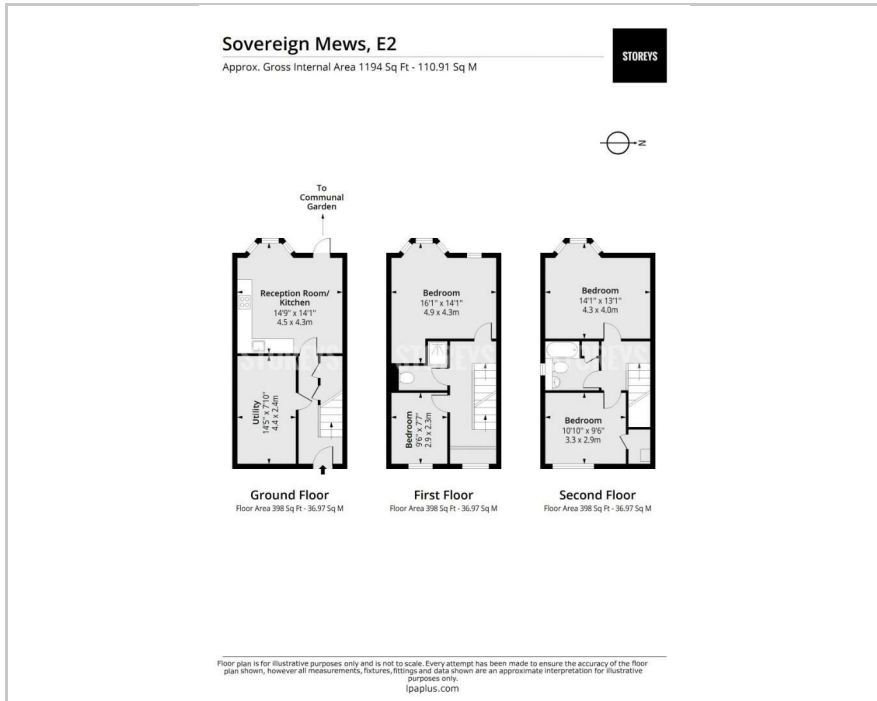 Sovereign Mews, E2
Approx. Gross Internal Area 1194 Sq Ft - 110.91 Sq M
STOREYS
N
To
Communal
Garden
Reception Room/
Kitchen
14'9" x 14'1"
4.5 x 4.3m
STOREYS
Utility
14'5" x 7'10"
4.4 x 2.4m
Ground Floor
Floor Area 398 Sq Ft - 36.97 Sq M
Bedroom
16'1" x 14'1"
4.9 x 4.3m
STOREYS
Bedroom
9'6" x 7'7"
2.9 x 2.3m
First Floor
Floor Area 398 Sq Ft - 36.97 Sq M
Bedroom
14'1" x 13'1"
4.3 x 4.0m
STOREYS
Bedroom
10'10" x 9'6"
3.3 x 2.9m
Second Floor
Floor Area 398 Sq Ft - 36.97 Sq M
Floor plan is for illustrative purposes only and is not to scale. Every attempt has been made to ensure the accuracy of the floor
plan shown, however all measurements, fixtures, fittings and data shown are an approximate interpretation for illustrative
purposes only.
lpaplus.com